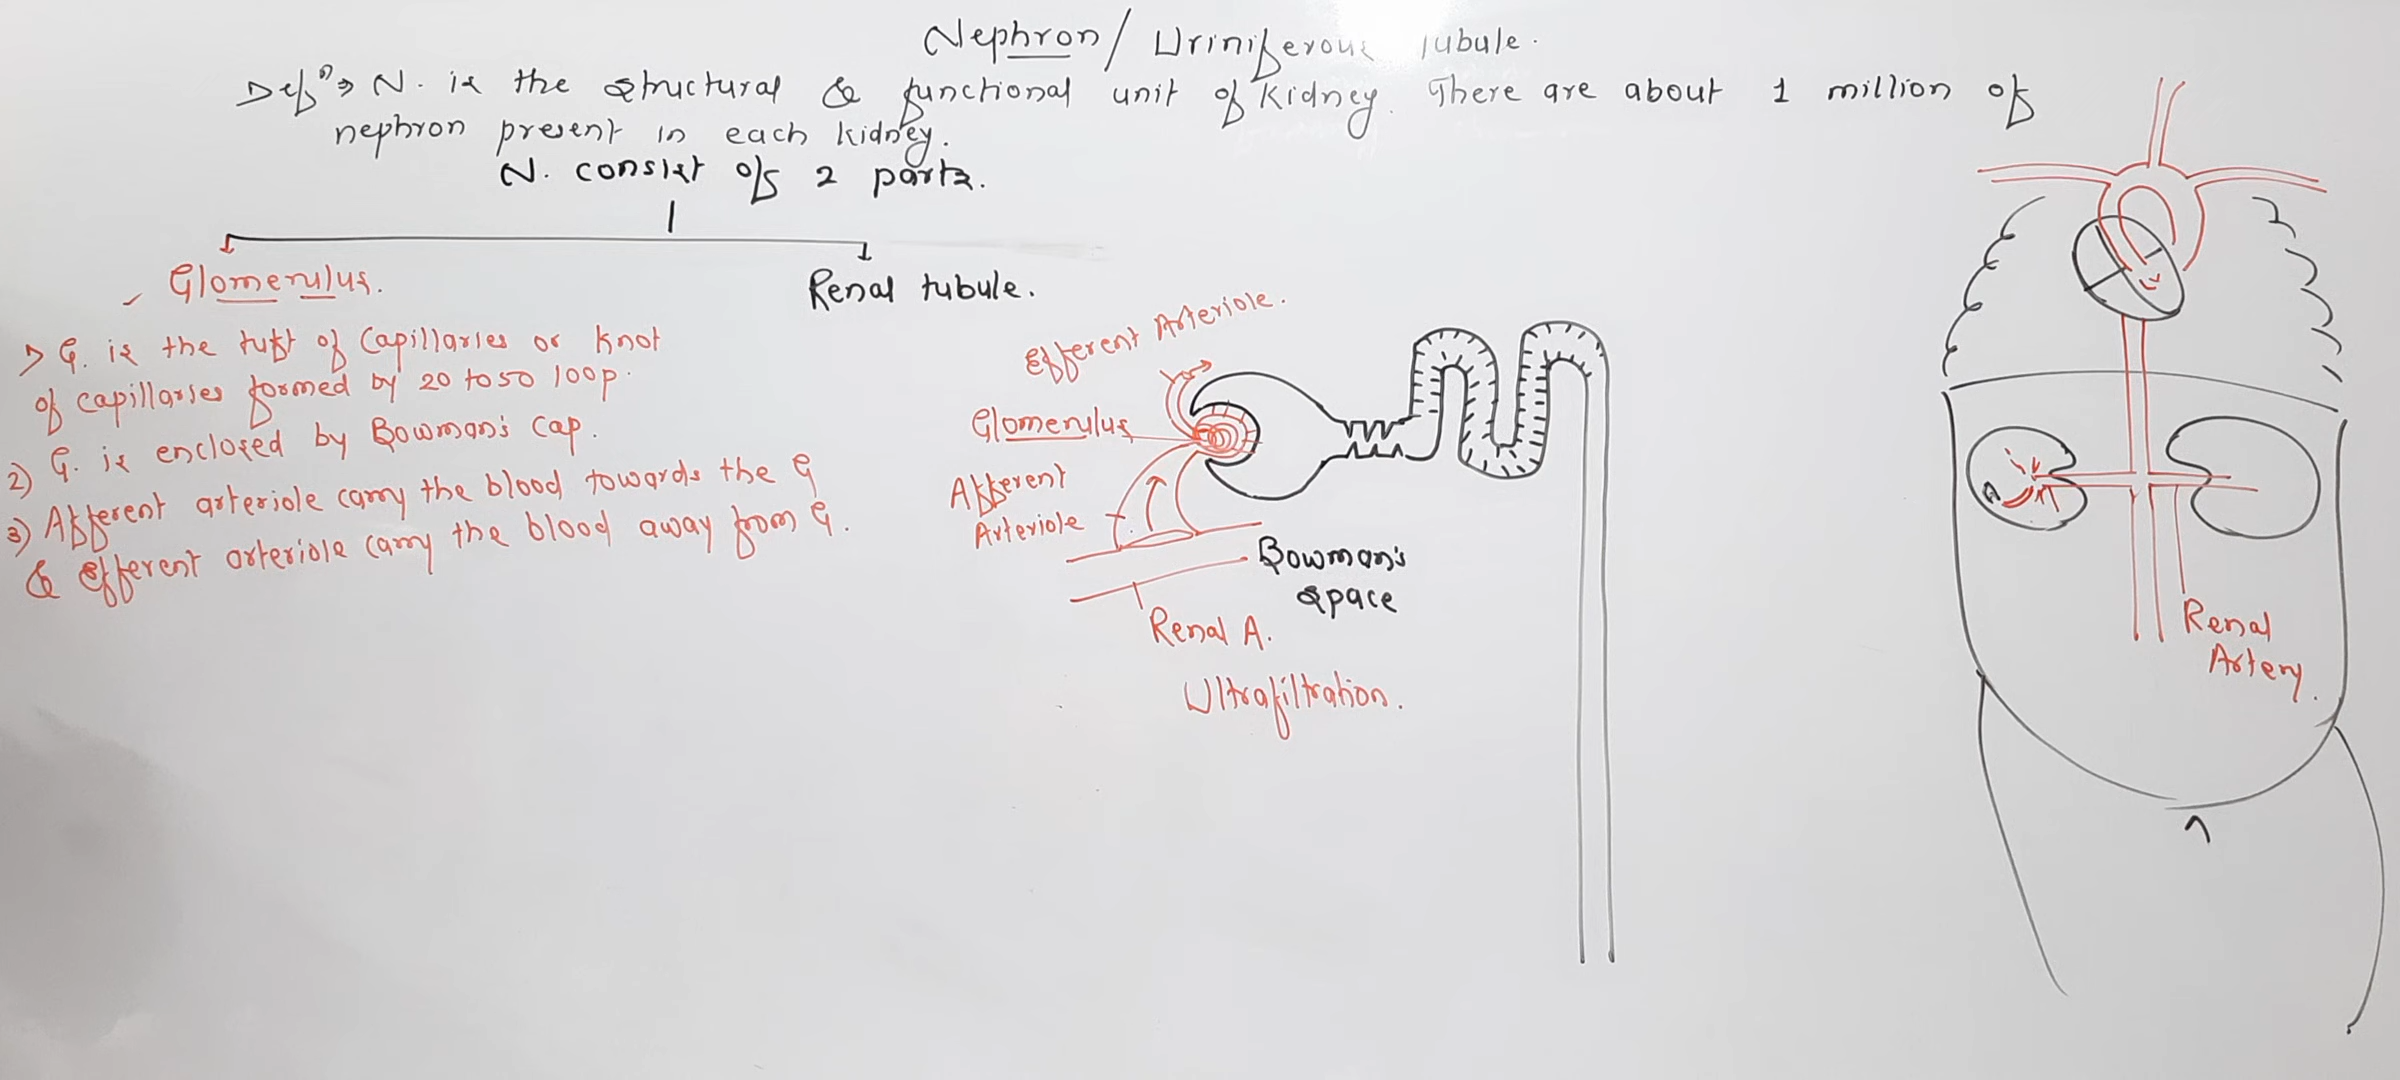 Nephron / Uriniferous Tubule.
Defⁿ → N. is the structural & functional unit of kidney. There are about 1 million of
nephron present in each kidney.
N. consist of 2 parts.
Glomerulus.
Renal tubule.
1) G. is the tuft of capillaries or knot
of capillaries formed by 20 to 50 loop.
G. is enclosed by Bowman's cap.
2)
3) Afferent arteriole carry the blood towards the G
& efferent arteriole carry the blood away from G.
Efferent Arteriole.
Glomerulus
Afferent
Arteriole
Bowman's
space
Renal A.
Ultrafiltration.
Renal
Artery.